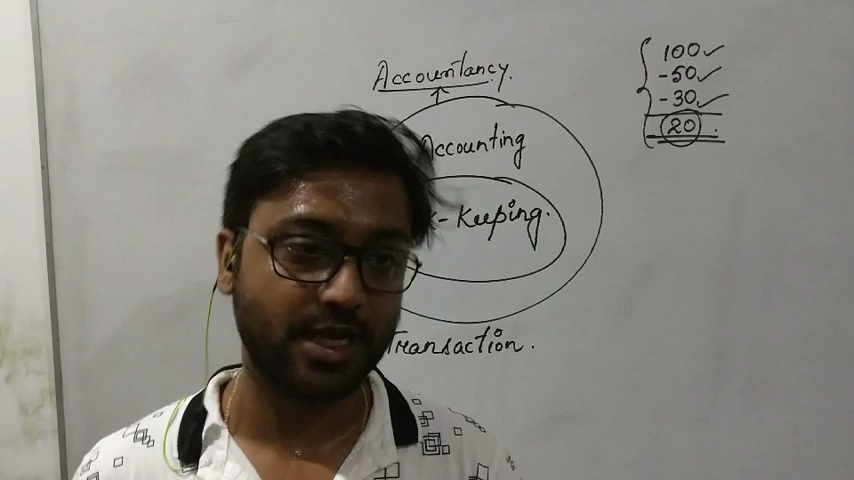 Accountancy.
Accounting
- Keeping.
Transaction.
100✓
-50✓
-30✓
20.